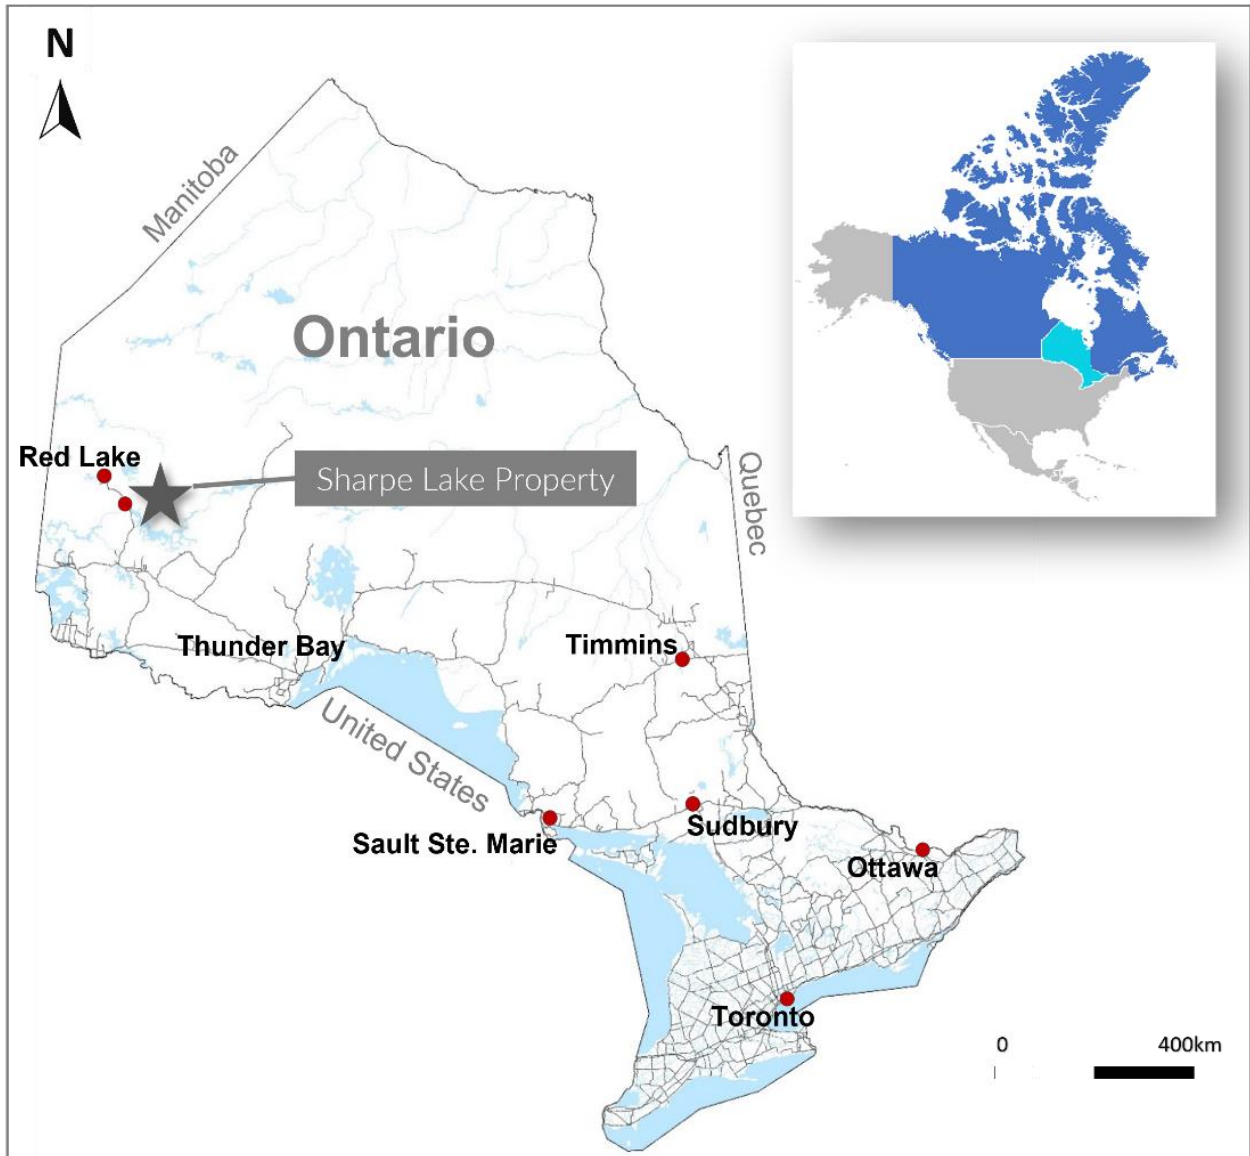 N
Manitoba
Ontario
Red Lake
Sharpe Lake Property
Quebec
Thunder Bay
Timmins
United States
Sault Ste. Marie
Sudbury
Ottawa
Toronto
0 400km